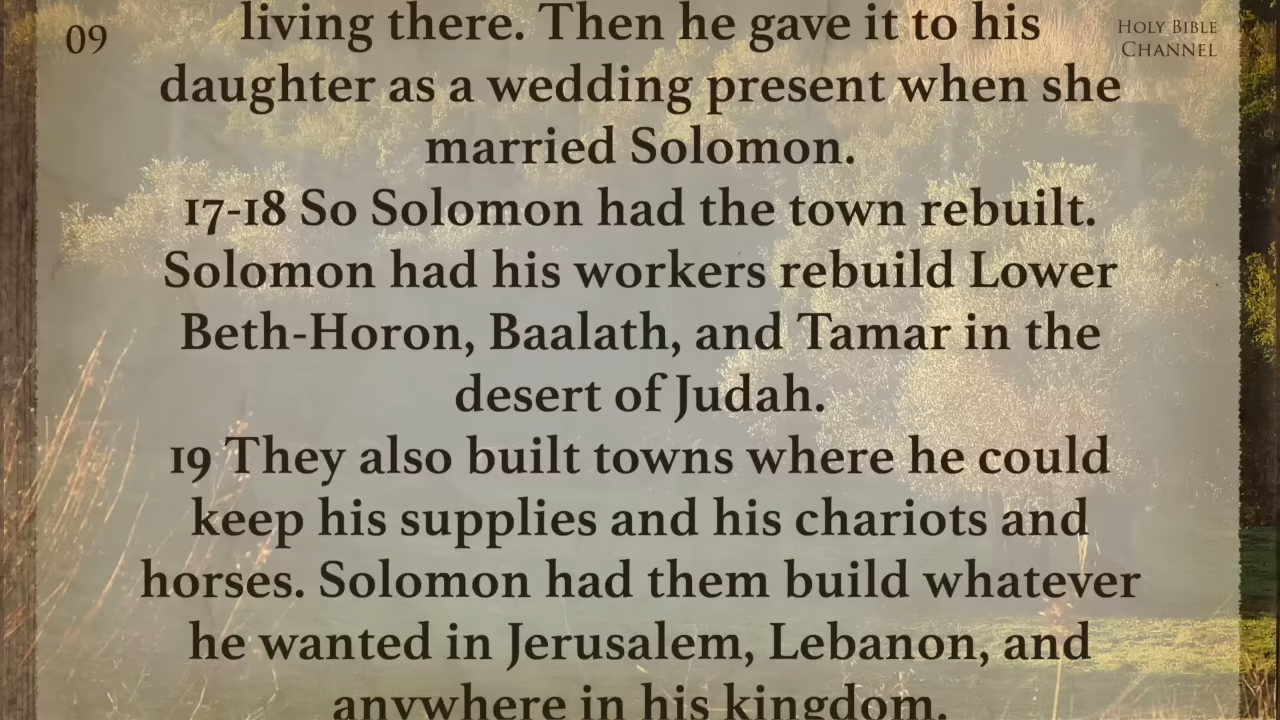 09
HOLY BIBLE
CHANNEL
living there. Then he gave it to his
daughter as a wedding present when she
married Solomon.
17-18 So Solomon had the town rebuilt.
Solomon had his workers rebuild Lower
Beth-Horon, Baalath, and Tamar in the
desert of Judah.
19 They also built towns where he could
keep his supplies and his chariots and
horses. Solomon had them build whatever
he wanted in Jerusalem, Lebanon, and
anywhere in his kingdom.